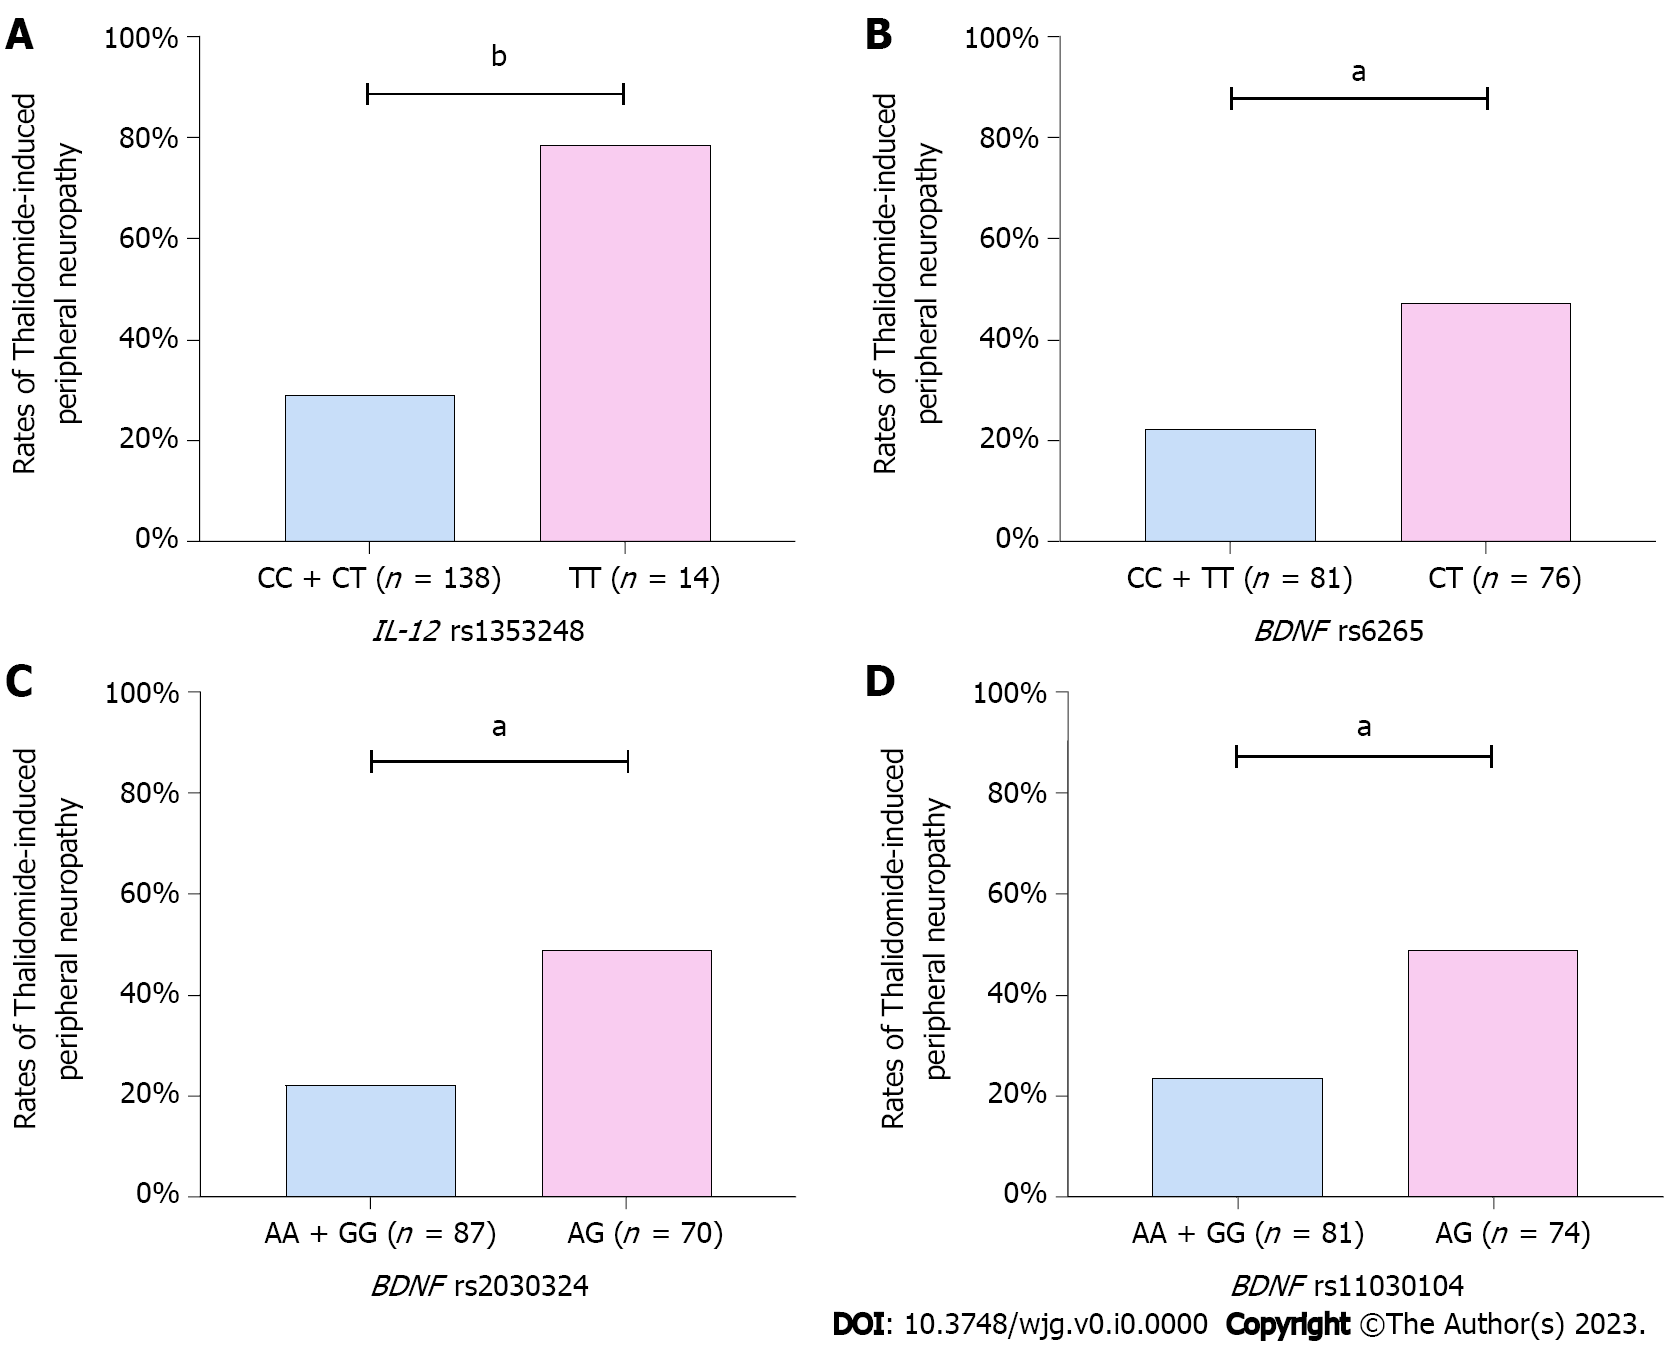 A
Rates of Thalidomide-induced
peripheral neuropathy
100%
80%
60%
40%
20%
0%
b
CC + CT (n = 138)
TT (n = 14)
IL-12 rs1353248
B
Rates of Thalidomide-induced
peripheral neuropathy
100%
80%
60%
40%
20%
0%
a
CC + TT (n = 81)
CT (n = 76)
BDNF rs6265
C
Rates of Thalidomide-induced
peripheral neuropathy
100%
80%
60%
40%
20%
0%
a
AA + GG (n = 87)
AG (n = 70)
BDNF rs2030324
D
Rates of Thalidomide-induced
peripheral neuropathy
100%
80%
60%
40%
20%
0%
a
AA + GG (n = 81)
AG (n = 74)
BDNF rs11030104
DOI: 10.3748/wjg.v0.i0.0000 Copyright ©The Author(s) 2023.